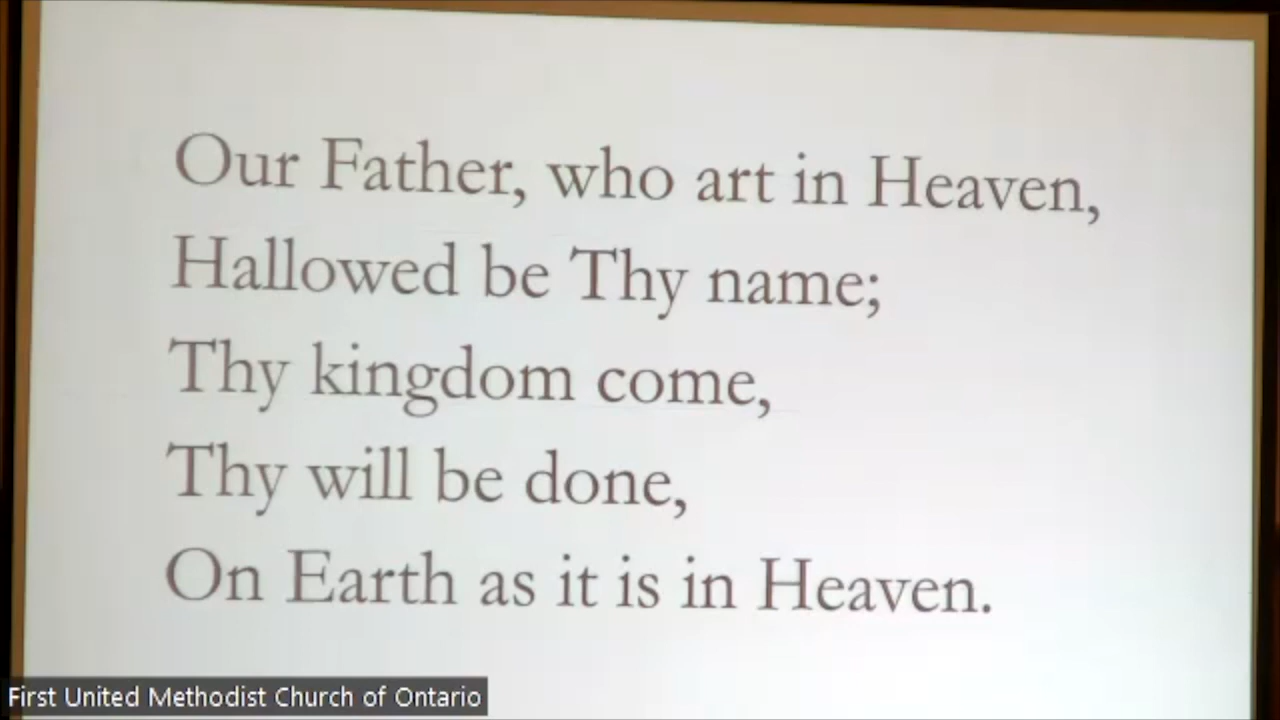 Our Father, who art in Heaven,
Hallowed be Thy name;
Thy kingdom come,
Thy will be done,
On Earth as it is in Heaven.
First United Methodist Church of Ontario